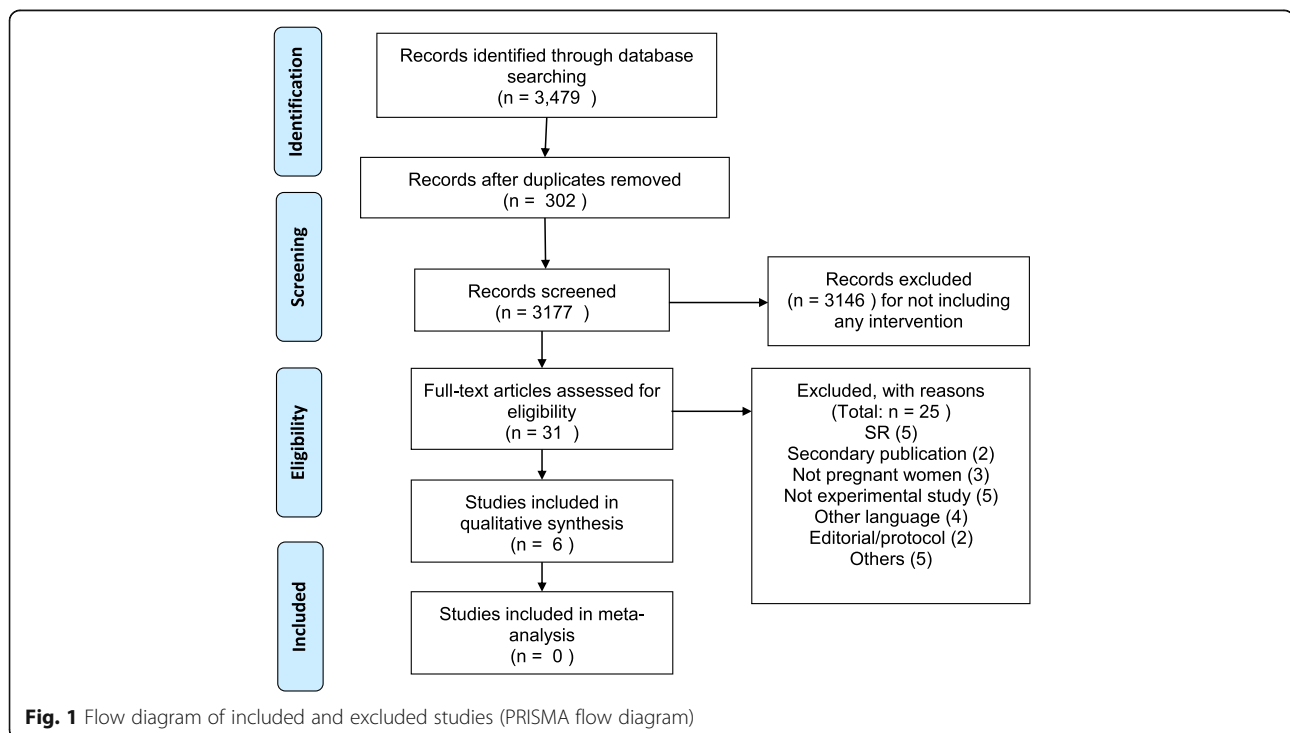 Identification
Records identified through database
searching
(n = 3,479 )
Records after duplicates removed
(n = 302 )
Screening
Records screened
(n = 3177 )
Records excluded
(n = 3146 ) for not including
any intervention
Eligibility
Full-text articles assessed for
eligibility
(n = 31 )
Excluded, with reasons
(Total: n = 25 )
SR (5)
Secondary publication (2)
Not pregnant women (3)
Not experimental study (5)
Other language (4)
Editorial/protocol (2)
Others (5)
Studies included in
qualitative synthesis
(n = 6 )
Included
Studies included in meta-
analysis
(n = 0 )
Fig. 1 Flow diagram of included and excluded studies (PRISMA flow diagram)